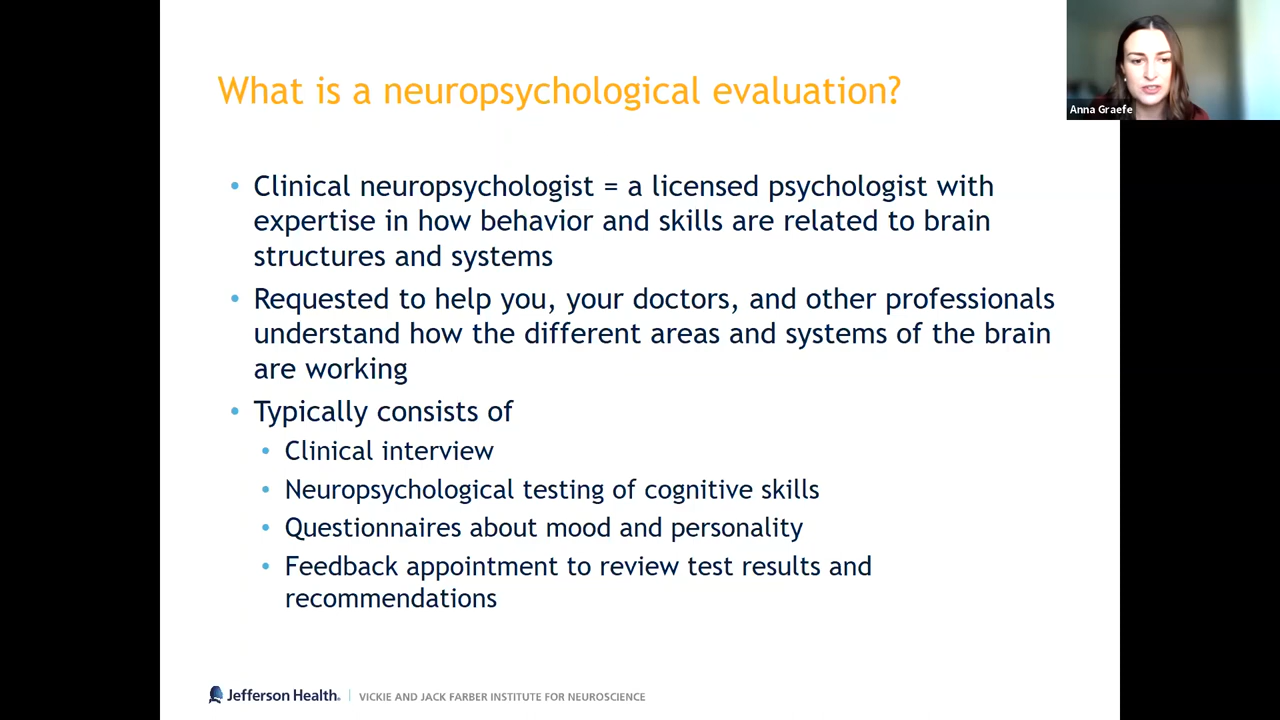 What is a neuropsychological evaluation?
Anna Graefe
• Clinical neuropsychologist = a licensed psychologist with
expertise in how behavior and skills are related to brain
structures and systems
• Requested to help you, your doctors, and other professionals
understand how the different areas and systems of the brain
are working
• Typically consists of
• Clinical interview
• Neuropsychological testing of cognitive skills
• Questionnaires about mood and personality
• Feedback appointment to review test results and
recommendations
Jefferson Health. | VICKIE AND JACK FARBER INSTITUTE FOR NEUROSCIENCE